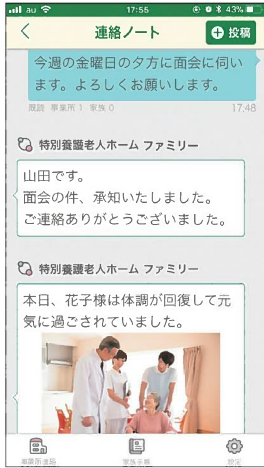 au 17:55 43%
連絡ノート
投稿
今週の金曜日の夕方に面会に伺い
ます。よろしくお願いします。
既読 事業所 1 家族 0 17:48
特別養護老人ホーム ファミリー
山田です。
面会の件、承知いたしました。
ご連絡ありがとうございました。
特別養護老人ホーム ファミリー
本日、花子様は体調が回復して元
気に過ごされていました。
家族手帳
設定